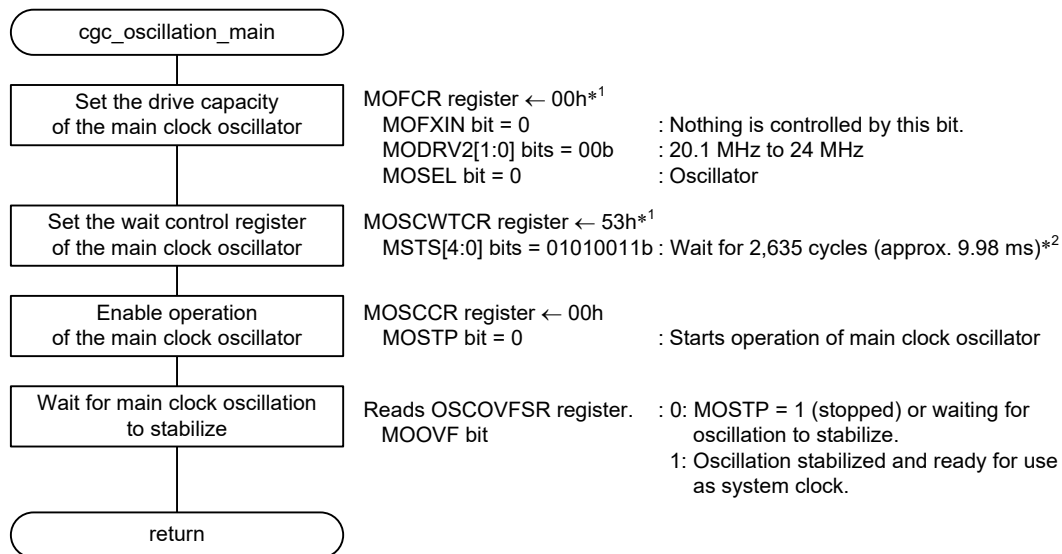 cgc_oscillation_main
Set the drive capacity
of the main clock oscillator
MOFCR register ← 00h*1
MOFXIN bit = 0 : Nothing is controlled by this bit.
MODRV2[1:0] bits = 00b : 20.1 MHz to 24 MHz
MOSEL bit = 0 : Oscillator
Set the wait control register
of the main clock oscillator
MOSCWTCR register ← 53h*1
MSTS[4:0] bits = 01010011b : Wait for 2,635 cycles (approx. 9.98 ms)*2
Enable operation
of the main clock oscillator
MOSCCR register ← 00h
MOSTP bit = 0 : Starts operation of main clock oscillator
Wait for main clock oscillation
to stabilize
Reads OSCOVFSR register. : 0: MOSTP = 1 (stopped) or waiting for
MOOVF bit oscillation to stabilize.
1: Oscillation stabilized and ready for use
as system clock.
return